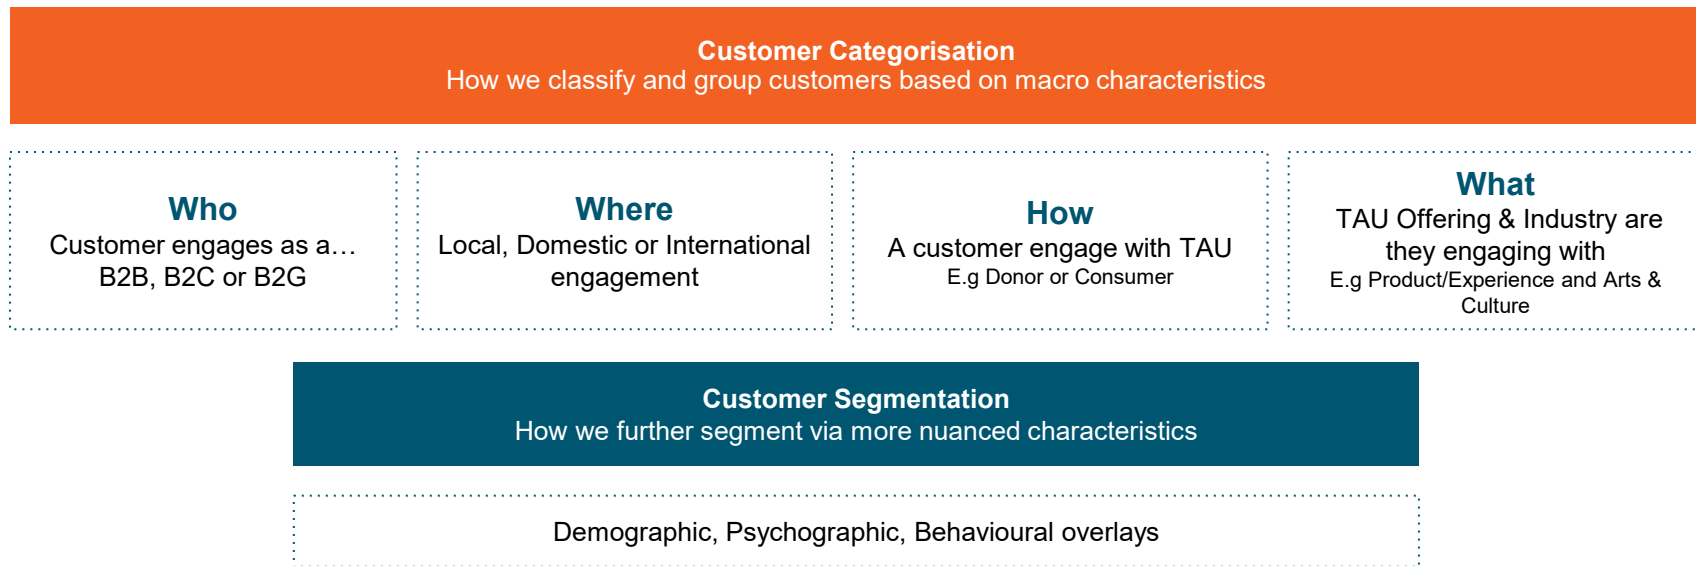 Customer Categorisation
How we classify and group customers based on macro characteristics
Who
Customer engages as a…
B2B, B2C or B2G
Where
Local, Domestic or International
engagement
How
A customer engage with TAU
E.g Donor or Consumer
What
TAU Offering & Industry are
they engaging with
E.g Product/Experience and Arts &
Culture
Customer Segmentation
How we further segment via more nuanced characteristics
Demographic, Psychographic, Behavioural overlays